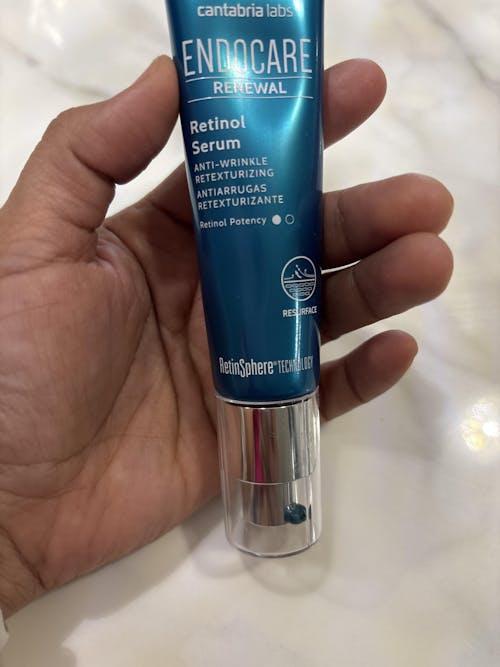 cantabria labs
ENDOCARE
RENEWAL
Retinol
Serum
ANTI-WRINKLE
RETEXTURIZING
ANTIARRUGAS
RETEXTURIZANTE
Retinol Potency
RESURFACE
RetinSphere® TECHNOLOGY